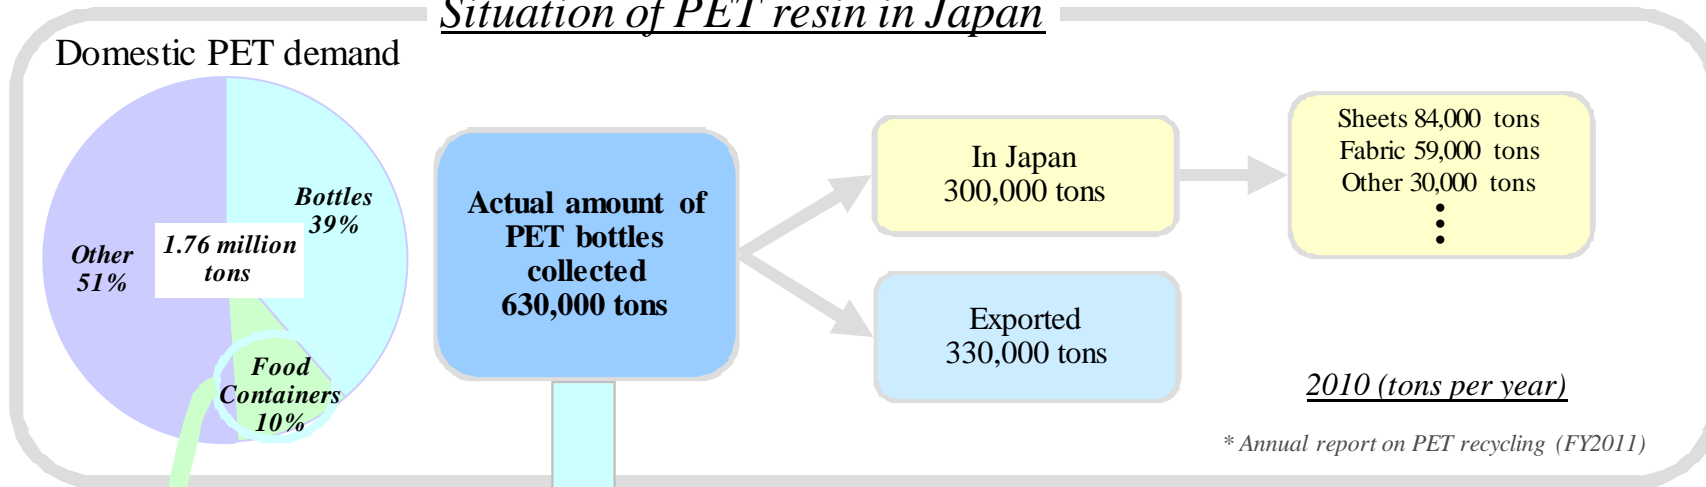 Situation of PET resin in Japan
Domestic PET demand
Bottles
39%
Other
51%
1.76 million
tons
Food
Containers
10%
Actual amount of
PET bottles
collected
630,000 tons
In Japan
300,000 tons
Exported
330,000 tons
Sheets 84,000 tons
Fabric 59,000 tons
Other 30,000 tons
2010 (tons per year)
* Annual report on PET recycling (FY2011)